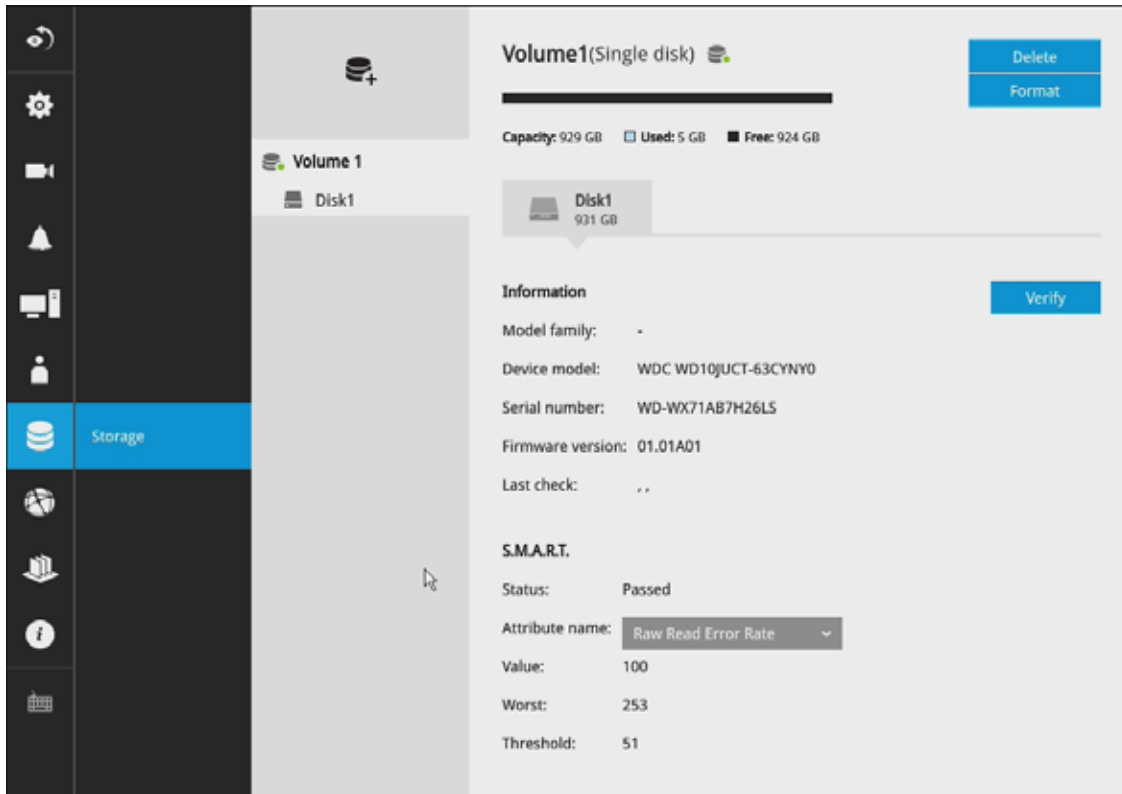 Volume1(Single disk)
Delete
Format
Capacity: 929 GB Used: 5 GB Free: 924 GB
Volume 1
Disk1
Disk1
931 GB
Information
Verify
Model family: -
Device model: WDC WD10JUCT-63CYNY0
Serial number: WD-WX71AB7H26LS
Firmware version: 01.01A01
Last check: , ,
Storage
S.M.A.R.T.
Status: Passed
Attribute name: Raw Read Error Rate
Value: 100
Worst: 253
Threshold: 51